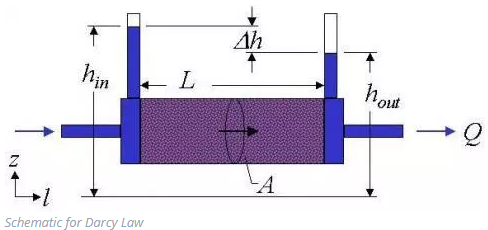 Δh
h_in
L
h_out
Q
z
A
l
Schematic for Darcy Law